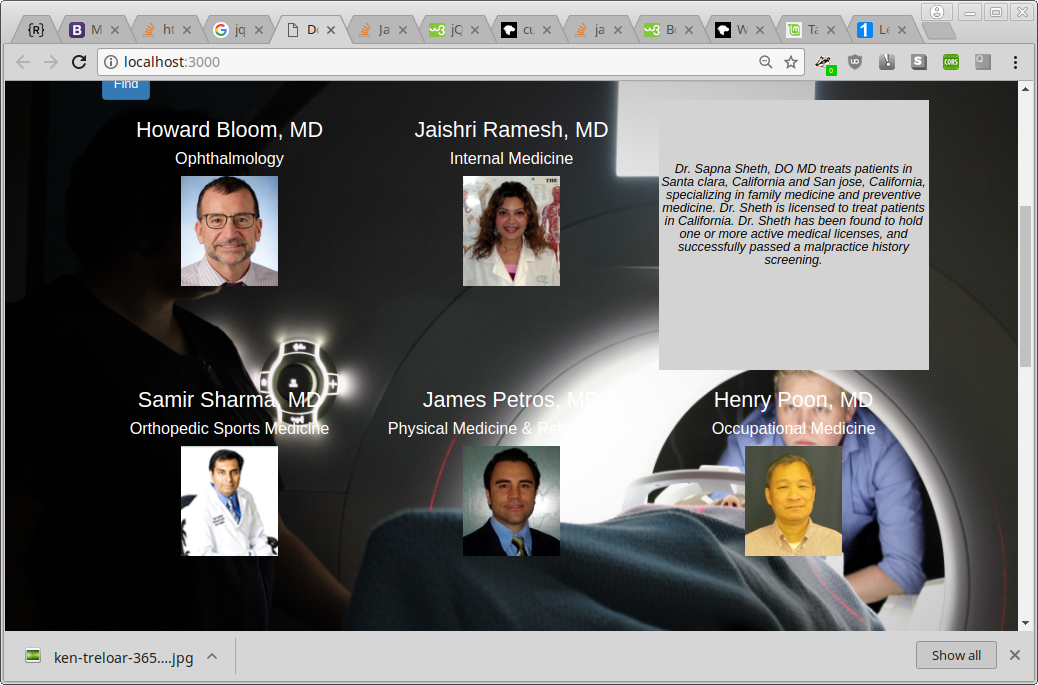 {R}
M
ht
jq
Do
Ja
jQ
cu
ja
Bo
W
Ta
Le
localhost:3000
0
UD
S
CORS
Q
Find
Howard Bloom, MD
Jaishri Ramesh, MD
Ophthalmology
Internal Medicine
THE
Dr. Sapna Sheth, DO MD treats patients in
Santa clara, California and San jose, California,
specializing in family medicine and preventive
medicine. Dr. Sheth is licensed to treat patients
in California. Dr. Sheth has been found to hold
one or more active medical licenses, and
successfully passed a malpractice history
screening.
Samir Sharma, MD
James Petros, MD
Henry Poon, MD
Orthopedic Sports Medicine
Physical Medicine &
Occupational Medicine
ken-treloar-365....jpg
Show all